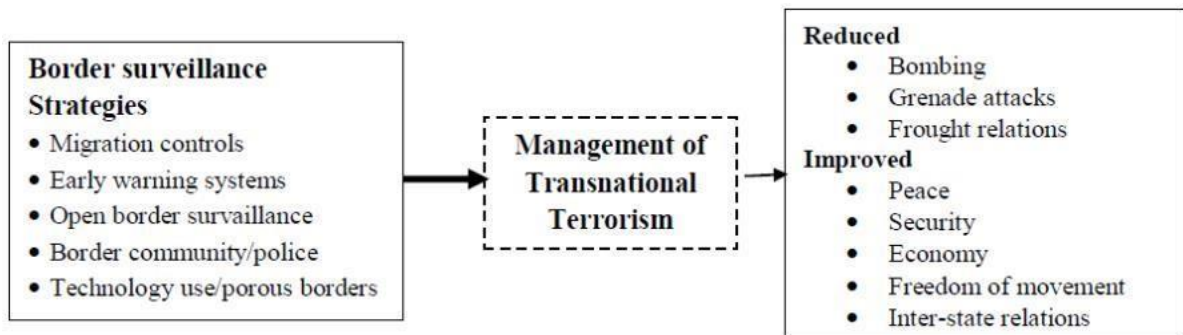 Border surveillance
Strategies
• Migration controls
• Early warning systems
• Open border survaillance
• Border community/police
• Technology use/porous borders
Management of
Transnational
Terrorism
Reduced
• Bombing
• Grenade attacks
• Frought relations
Improved
• Peace
• Security
• Economy
• Freedom of movement
• Inter-state relations